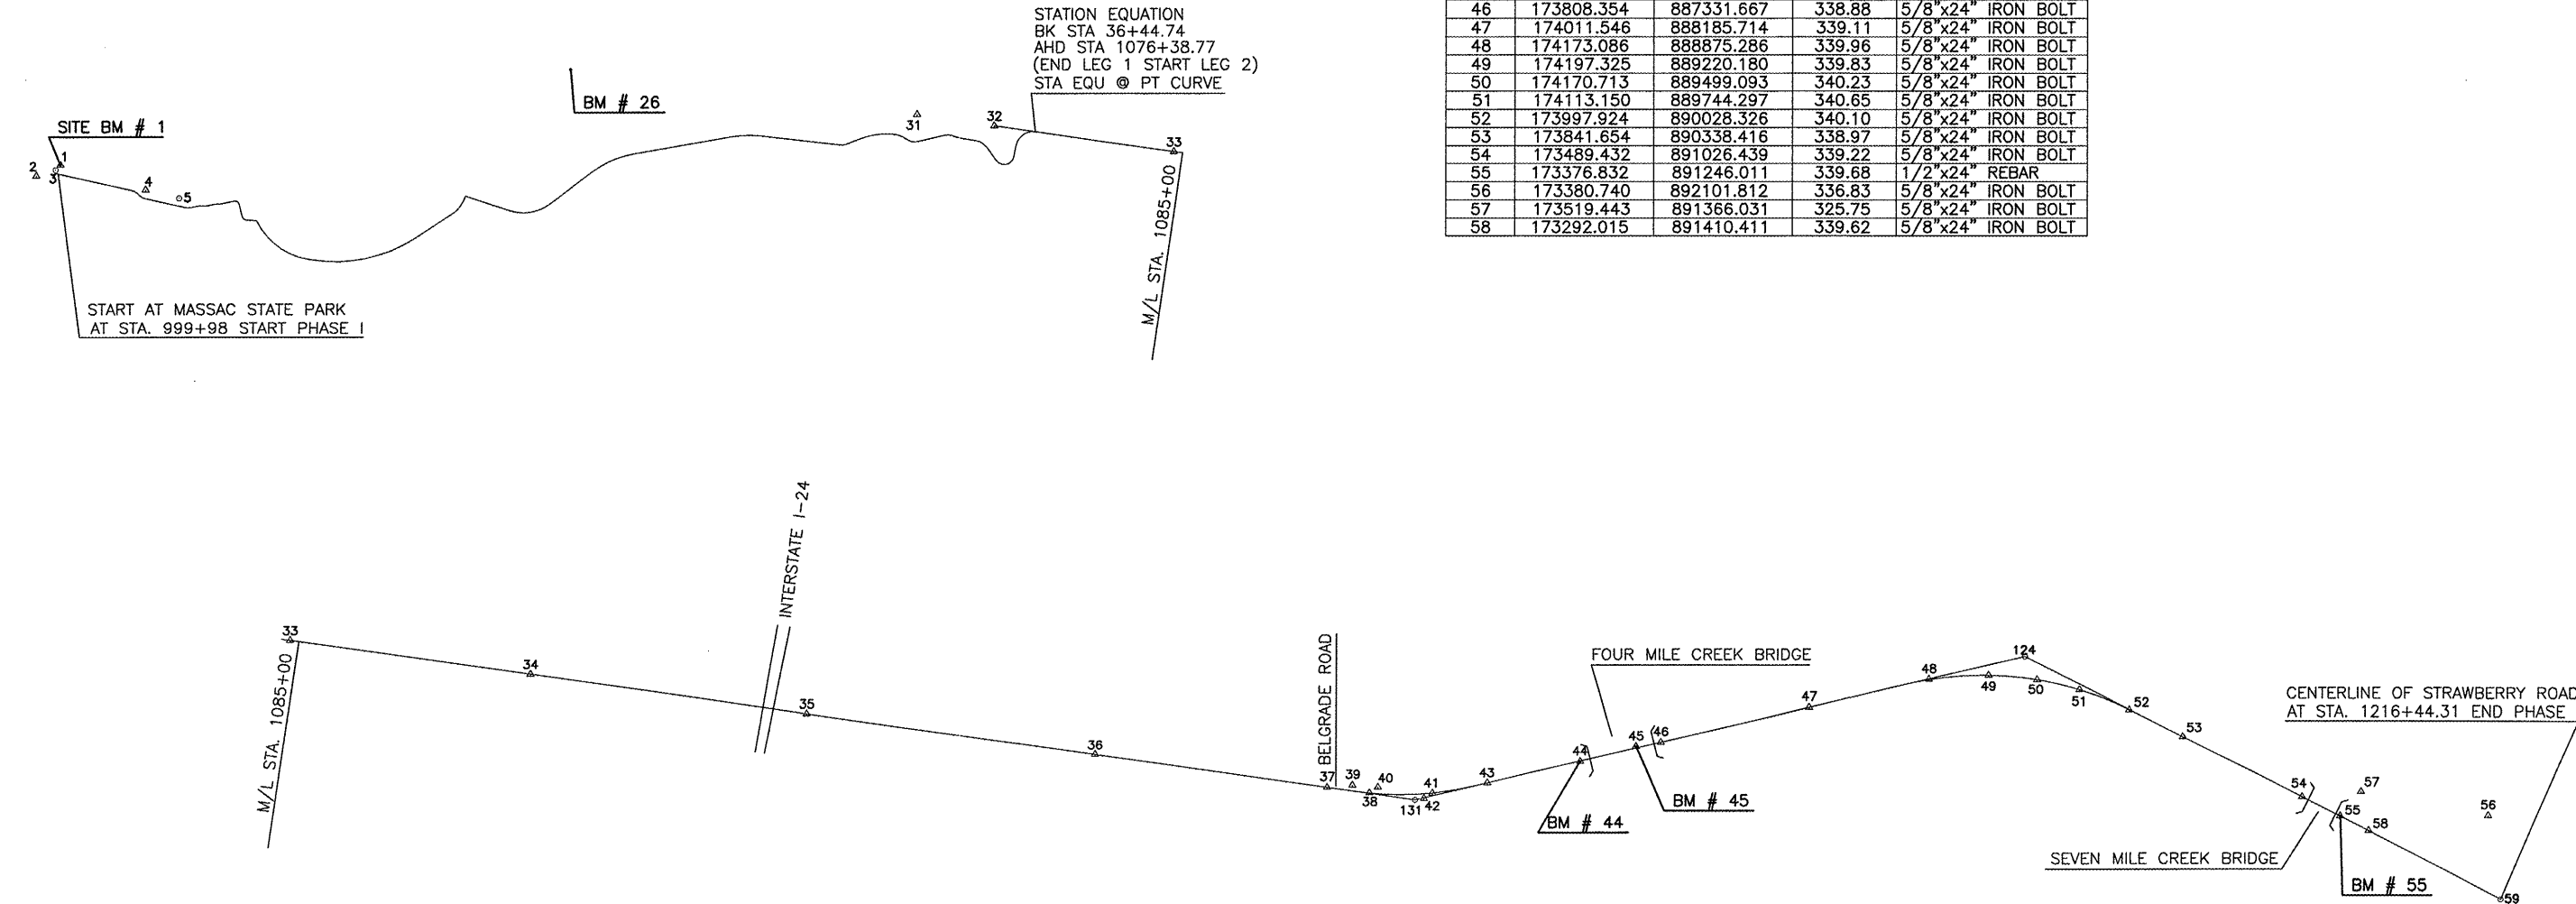 STATION EQUATION
BK STA 36+44.74
AHD STA 1076+38.77
(END LEG 1 START LEG 2)
STA EQU @ PT CURVE
46 173808.354 887331.667 338.88 5/8"x24" IRON BOLT
47 174011.546 888185.714 339.11 5/8"x24" IRON BOLT
48 174173.086 888875.286 339.96 5/8"x24" IRON BOLT
49 174197.325 889220.180 339.83 5/8"x24" IRON BOLT
50 174170.713 889499.093 340.23 5/8"x24" IRON BOLT
51 174113.150 889744.297 340.65 5/8"x24" IRON BOLT
52 173997.924 890028.326 340.10 5/8"x24" IRON BOLT
53 173841.654 890338.416 338.97 5/8"x24" IRON BOLT
54 173489.432 891026.439 339.22 5/8"x24" IRON BOLT
55 173376.832 891246.011 339.68 1/2"x24" REBAR
56 173380.740 892101.812 336.83 5/8"x24" IRON BOLT
57 173519.443 891366.031 325.75 5/8"x24" IRON BOLT
58 173292.015 891410.411 339.62 5/8"x24" IRON BOLT
BM # 26
SITE BM # 1
1
2
3
4
5
31
32
33
M/L STA. 1085+00
START AT MASSAC STATE PARK
AT STA. 999+98 START PHASE I
33
M/L STA. 1085+00
34
INTERSTATE I-24
35
36
BELGRADE ROAD
37
39
40
38
131
41
42
43
44
BM # 44
FOUR MILE CREEK BRIDGE
45
46
BM # 45
47
48
49
124
50
51
52
53
54
SEVEN MILE CREEK BRIDGE
55
57
58
BM # 55
56
CENTERLINE OF STRAWBERRY ROAD
AT STA. 1216+44.31 END PHASE
59